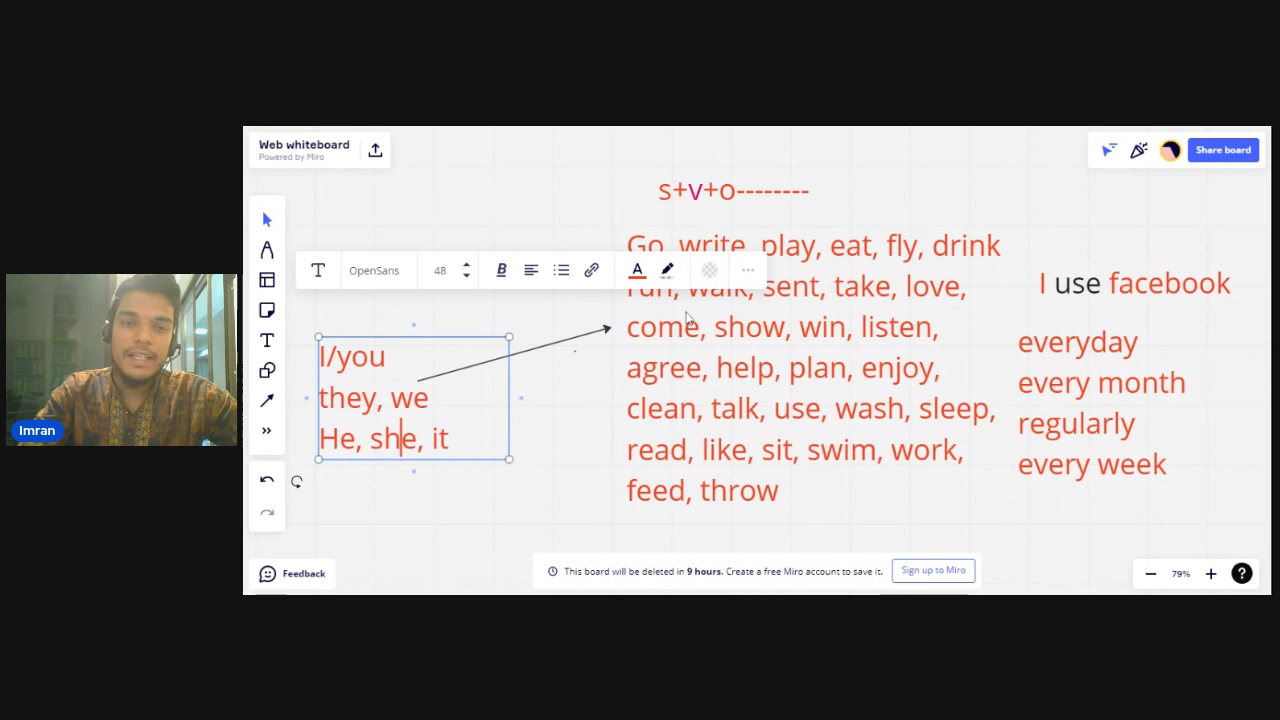 Web whiteboard
Powered by Miro
Share board
s+v+o--------
Go, write, play, eat, fly, drink
OpenSans
48
B
A
run, walk, sent, take, love,
come, show, win, listen,
agree, help, plan, enjoy,
clean, talk, use, wash, sleep,
read, like, sit, swim, work,
feed, throw
I use facebook
everyday
every month
regularly
every week
I/you
they, we
He, she, it
Imran
Feedback
This board will be deleted in 9 hours. Create a free Miro account to save it.
Sign up to Miro
79%
?